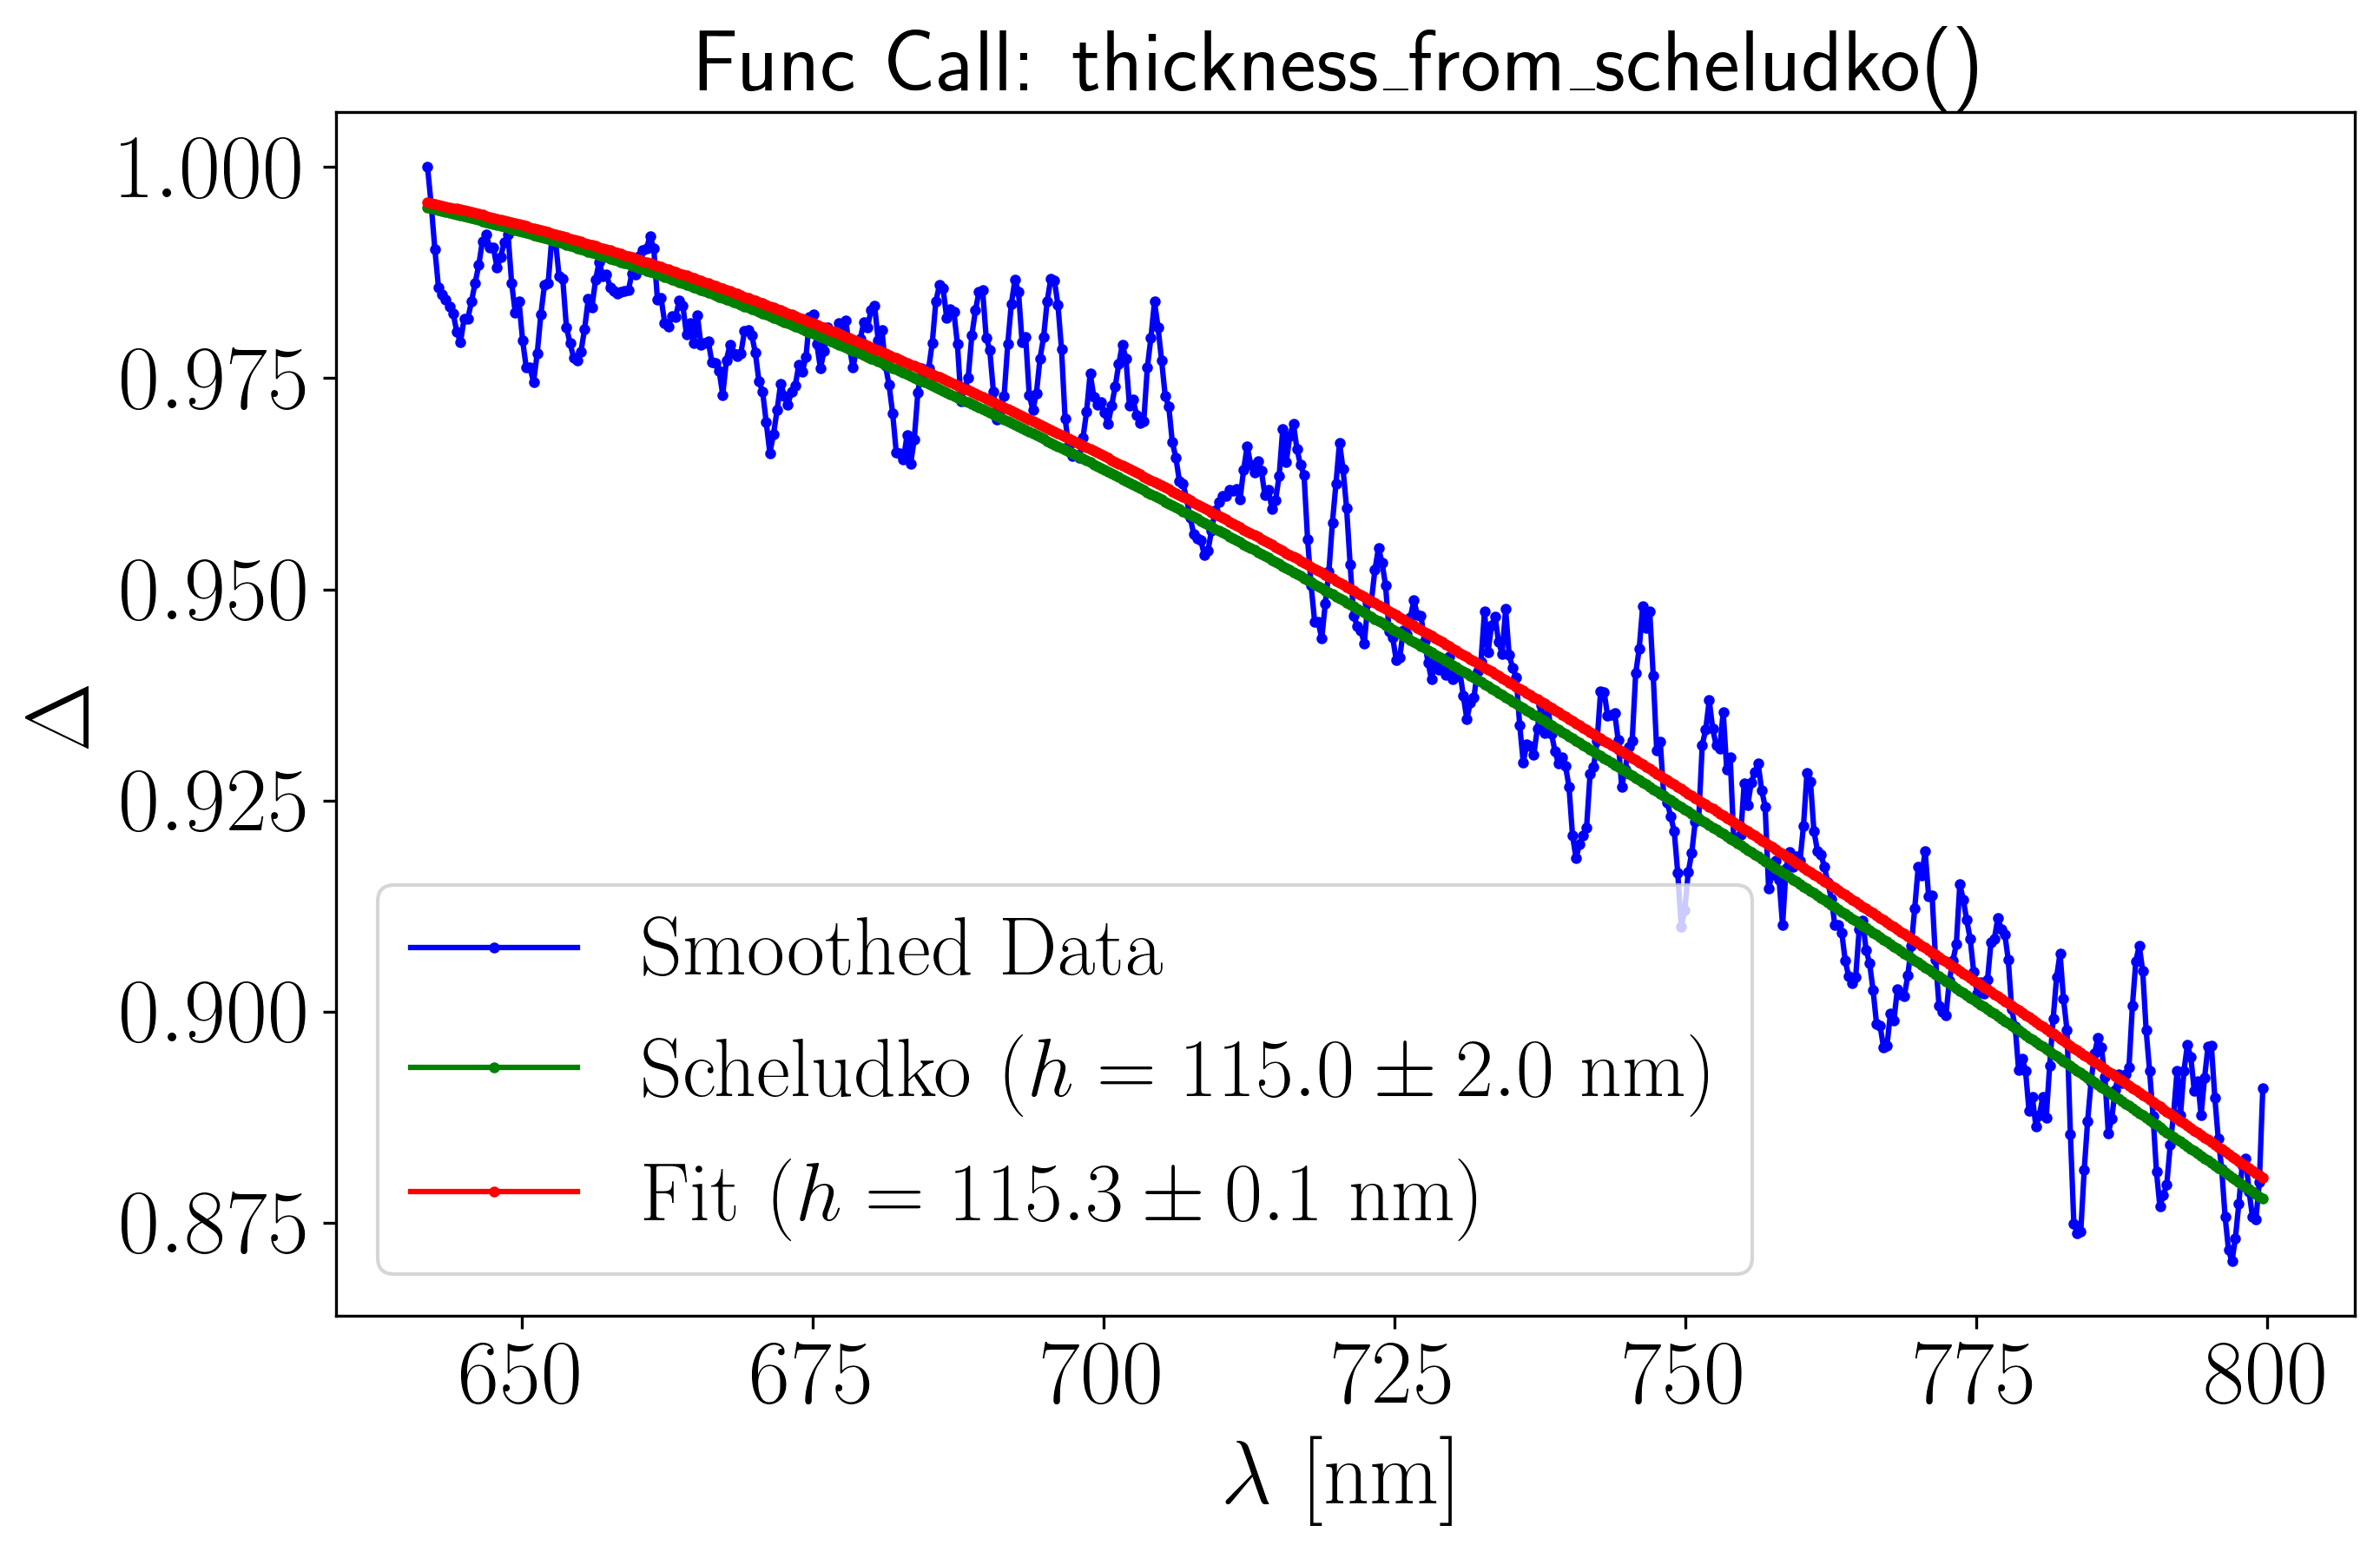 Func Call: thickness_from_scheludko()
1.000
0.975
0.950
0.925
0.900
0.875
Δ
Smoothed Data
Scheludko (h = 115.0 ± 2.0 nm)
Fit (h = 115.3 ± 0.1 nm)
650 675 700 725 750 775 800
λ [nm]